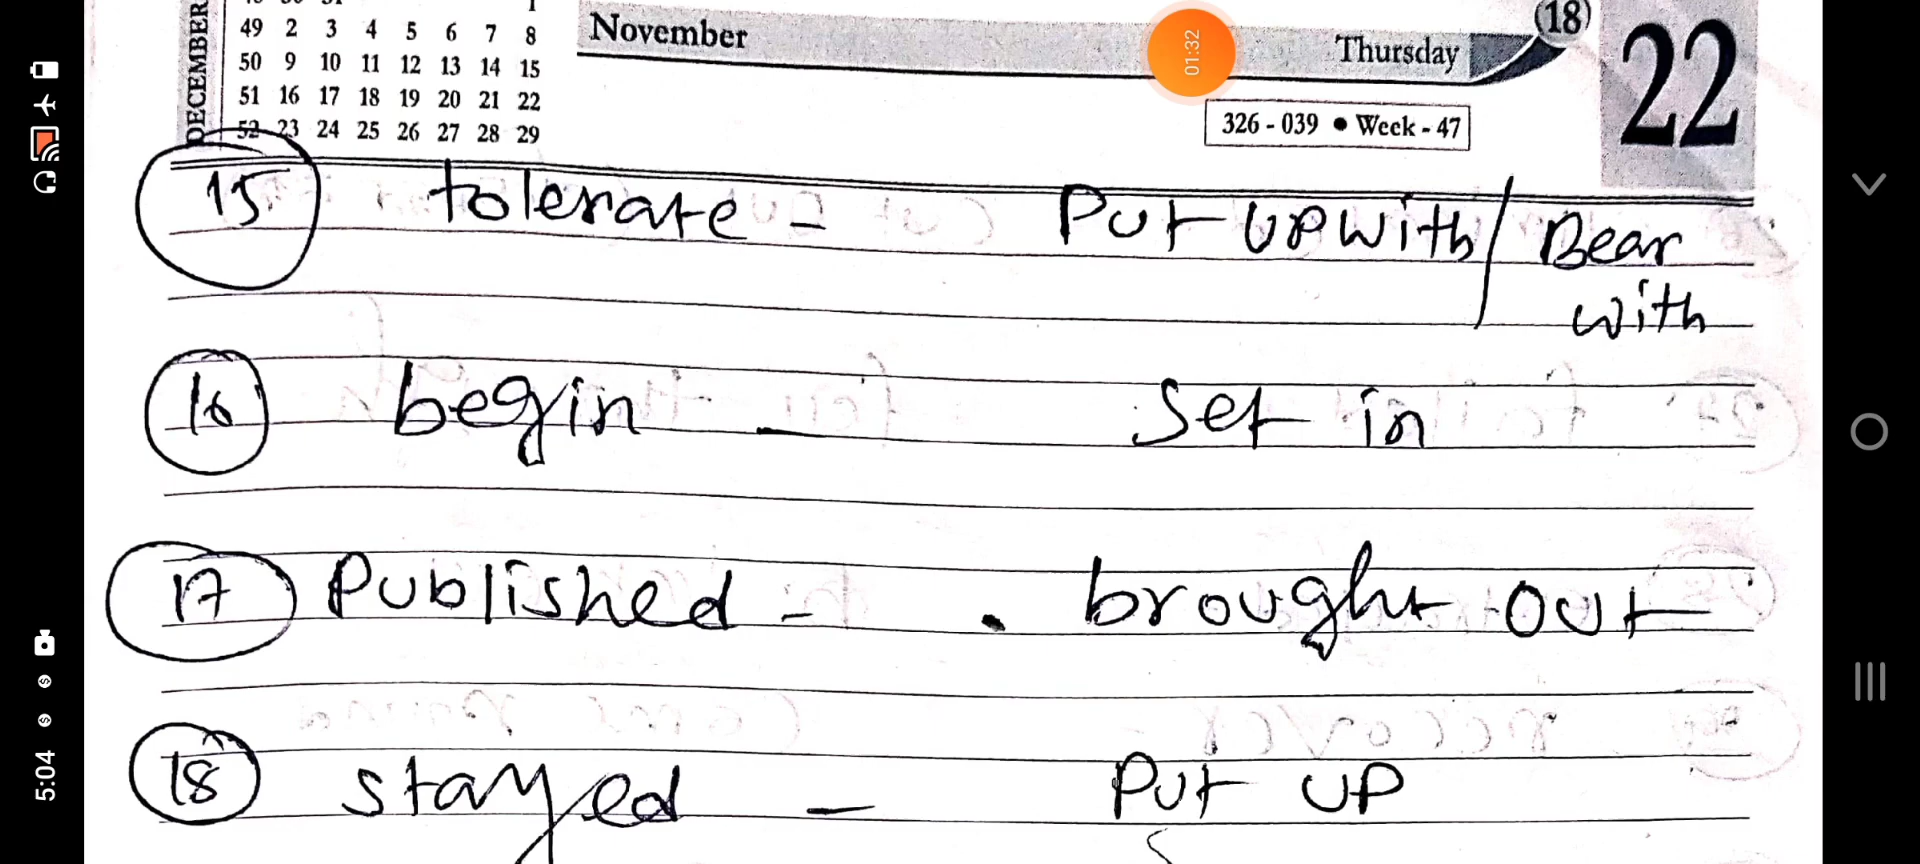 DECEMBER
1
49 2 3 4 5 6 7 8
50 9 10 11 12 13 14 15
51 16 17 18 19 20 21 22
52 23 24 25 26 27 28 29
November
01:32
Thursday
(18)
22
326 - 039 • Week - 47
15 tolerate - Put up with / Bear
with
16 begin - Set in
17 Published - brought out
18 stayed - Put up
5:04